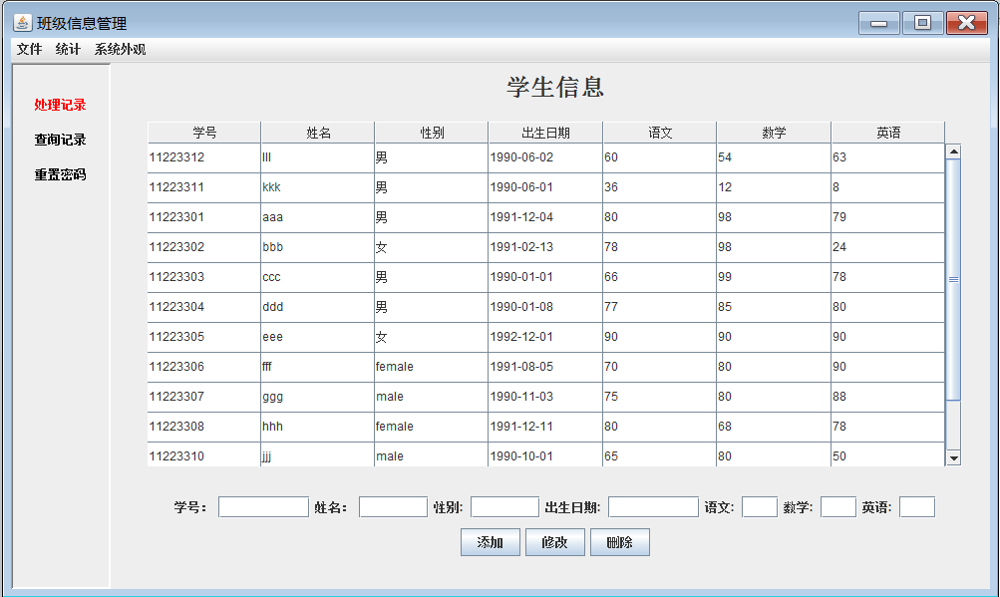 班级信息管理
文件 统计 系统外观
处理记录
查询记录
重置密码
学生信息
学号 姓名 性别 出生日期 语文 数学 英语
11223312 lll 男 1990-06-02 60 54 63
11223311 kkk 男 1990-06-01 36 12 8
11223301 aaa 男 1991-12-04 80 98 79
11223302 bbb 女 1991-02-13 78 98 24
11223303 ccc 男 1990-01-01 66 99 78
11223304 ddd 男 1990-01-08 77 85 80
11223305 eee 女 1992-12-01 90 90 90
11223306 fff female 1991-08-05 70 80 90
11223307 ggg male 1990-11-03 75 80 88
11223308 hhh female 1991-12-11 80 68 78
11223310 jjj male 1990-10-01 65 80 50
学号: 姓名: 性别: 出生日期: 语文: 数学: 英语:
添加 修改 删除